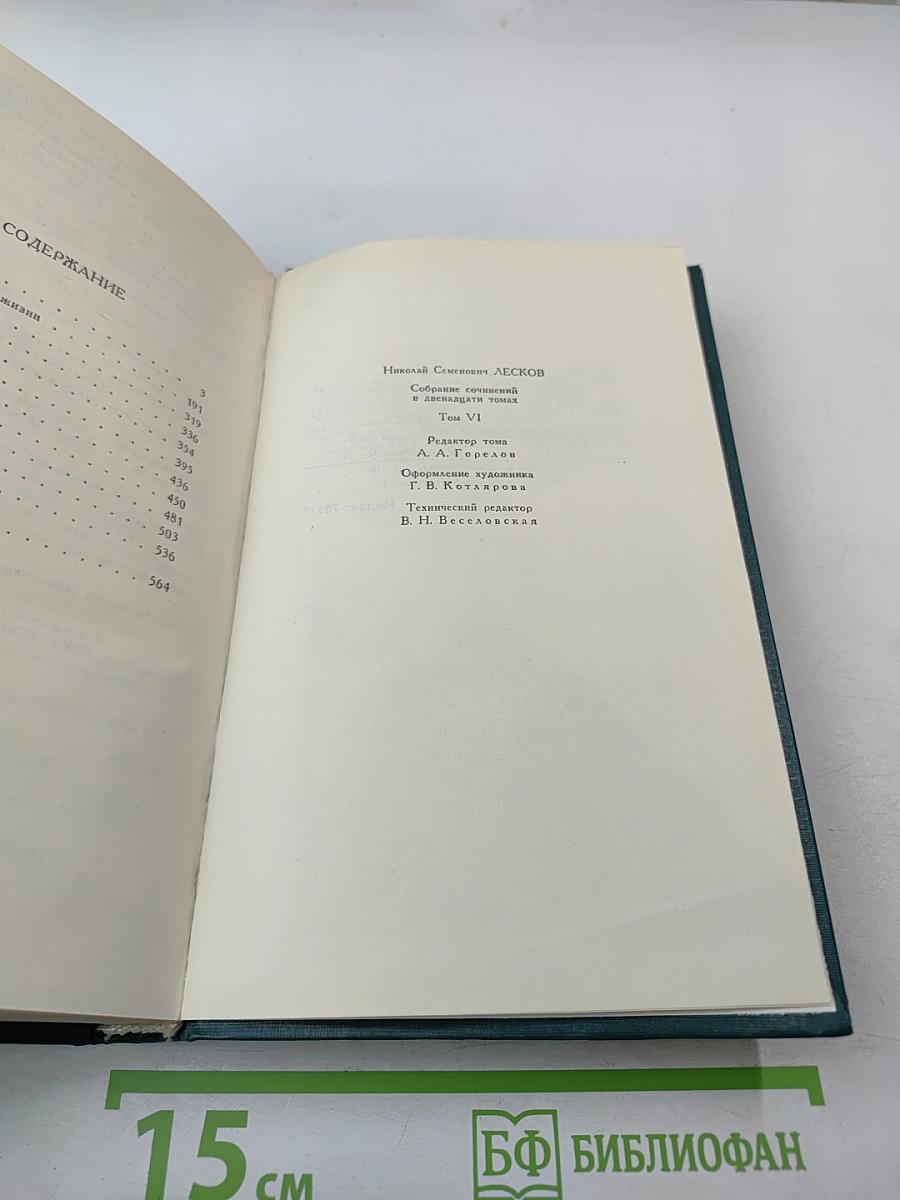 СОДЕРЖАНИЕ
жизни
3
191
319
336
354
395
436
450
481
503
536
564
Николай Семенович ЛЕСКОВ
Собрание сочинений
в двенадцати томах
Том VI
Редактор тома
А. А. Горелов
Оформление художника
Г. В. Котлярова
Технический редактор
В. Н. Веселовская
15 см
БФ БИБЛИОФАН